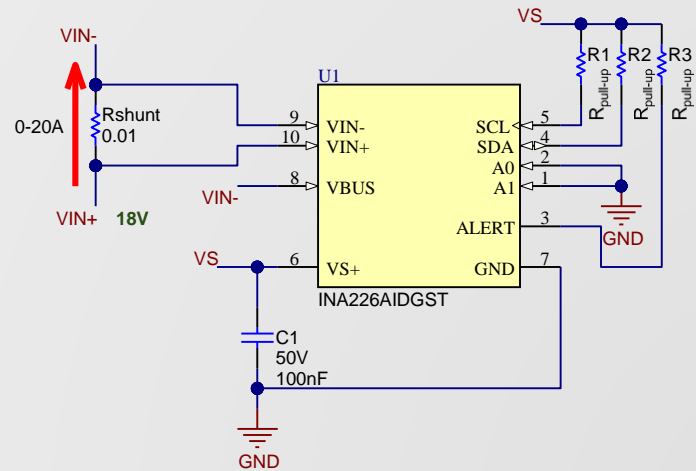 VIN-
0-20A
Rshunt
0.01
VIN+
18V
VIN-
VS
U1
9
VIN-
10
VIN+
8
VBUS
6
VS+
SCL
5
SDA
4
A0
2
A1
1
ALERT
3
GND
7
INA226AIDGST
C1
50V
100nF
GND
VS
R1
Rpull-up
R2
Rpull-up
R3
Rpull-up
GND